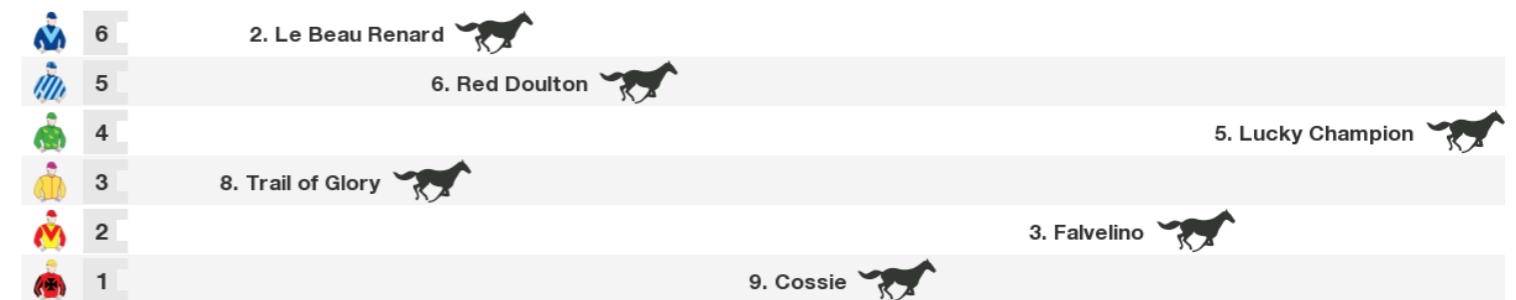 6 2. Le Beau Renard
5 6. Red Doulton
4 5. Lucky Champion
3 8. Trail of Glory
2 3. Falvelino
1 9. Cossie